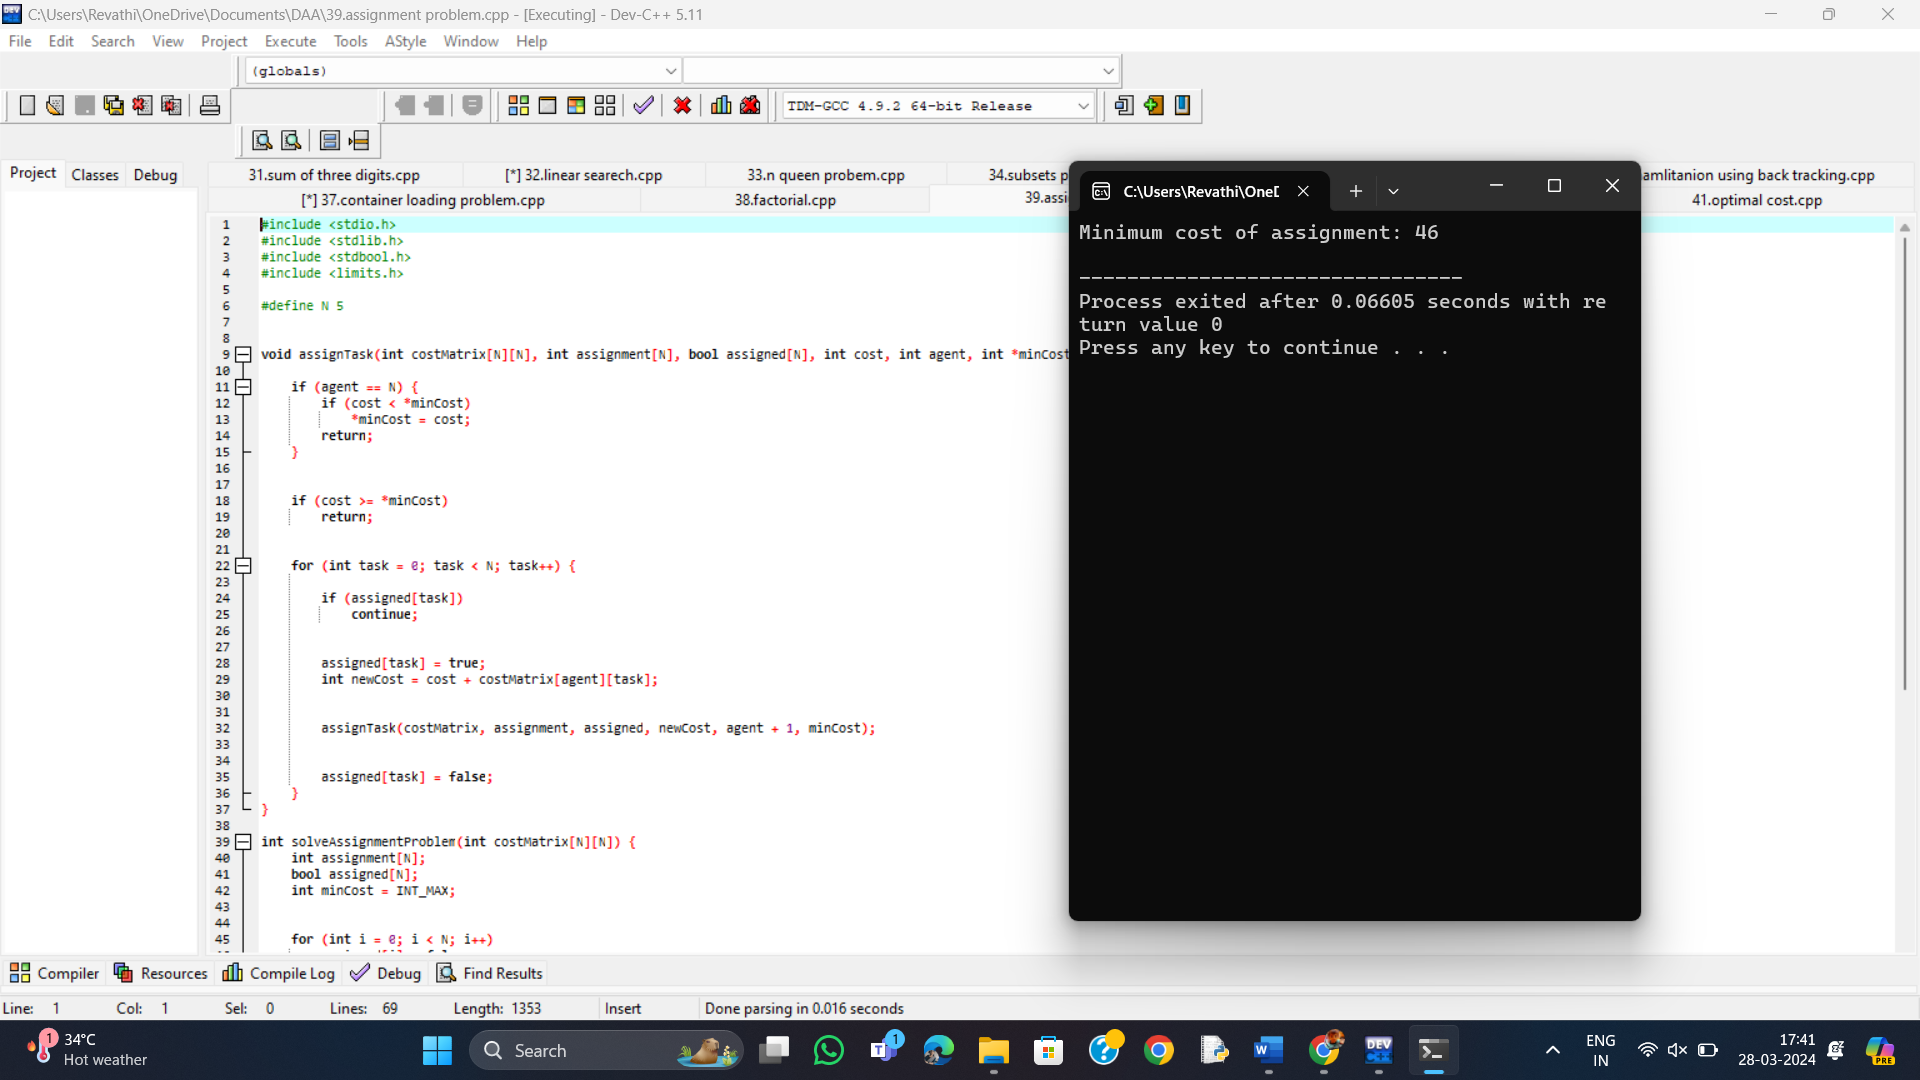 C:\Users\Revathi\OneDrive\Documents\DAA\39.assignment problem.cpp - [Executing] - Dev-C++ 5.11
File Edit Search View Project Execute Tools AStyle Window Help
(globals)
TDM-GCC 4.9.2 64-bit Release
Project Classes Debug
31.sum of three digits.cpp [*] 32.linear searech.cpp 33.n queen probem.cpp 34.subsets p amlitanion using back tracking.cpp
[*] 37.container loading problem.cpp 38.factorial.cpp 39.assi 41.optimal cost.cpp
1 #include <stdio.h>
2 #include <stdlib.h>
3 #include <stdbool.h>
4 #include <limits.h>
5
6 #define N 5
7
8
9 void assignTask(int costMatrix[N][N], int assignment[N], bool assigned[N], int cost, int agent, int *minCost
10
11 if (agent == N) {
12 if (cost < *minCost)
13 *minCost = cost;
14 return;
15 }
16
17
18 if (cost >= *minCost)
19 return;
20
21
22 for (int task = 0; task < N; task++) {
23
24 if (assigned[task])
25 continue;
26
27
28 assigned[task] = true;
29 int newCost = cost + costMatrix[agent][task];
30
31
32 assignTask(costMatrix, assignment, assigned, newCost, agent + 1, minCost);
33
34
35 assigned[task] = false;
36 }
37 }
38
39 int solveAssignmentProblem(int costMatrix[N][N]) {
40 int assignment[N];
41 bool assigned[N];
42 int minCost = INT_MAX;
43
44
45 for (int i = 0; i < N; i++)
C:\Users\Revathi\OneD
Minimum cost of assignment: 46
--------------------------------
Process exited after 0.06605 seconds with re
turn value 0
Press any key to continue . . .
Compiler Resources Compile Log Debug Find Results
Line: 1 Col: 1 Sel: 0 Lines: 69 Length: 1353 Insert Done parsing in 0.016 seconds
1 34°C
Hot weather
Search
1
ENG
IN
17:41
28-03-2024
PRE